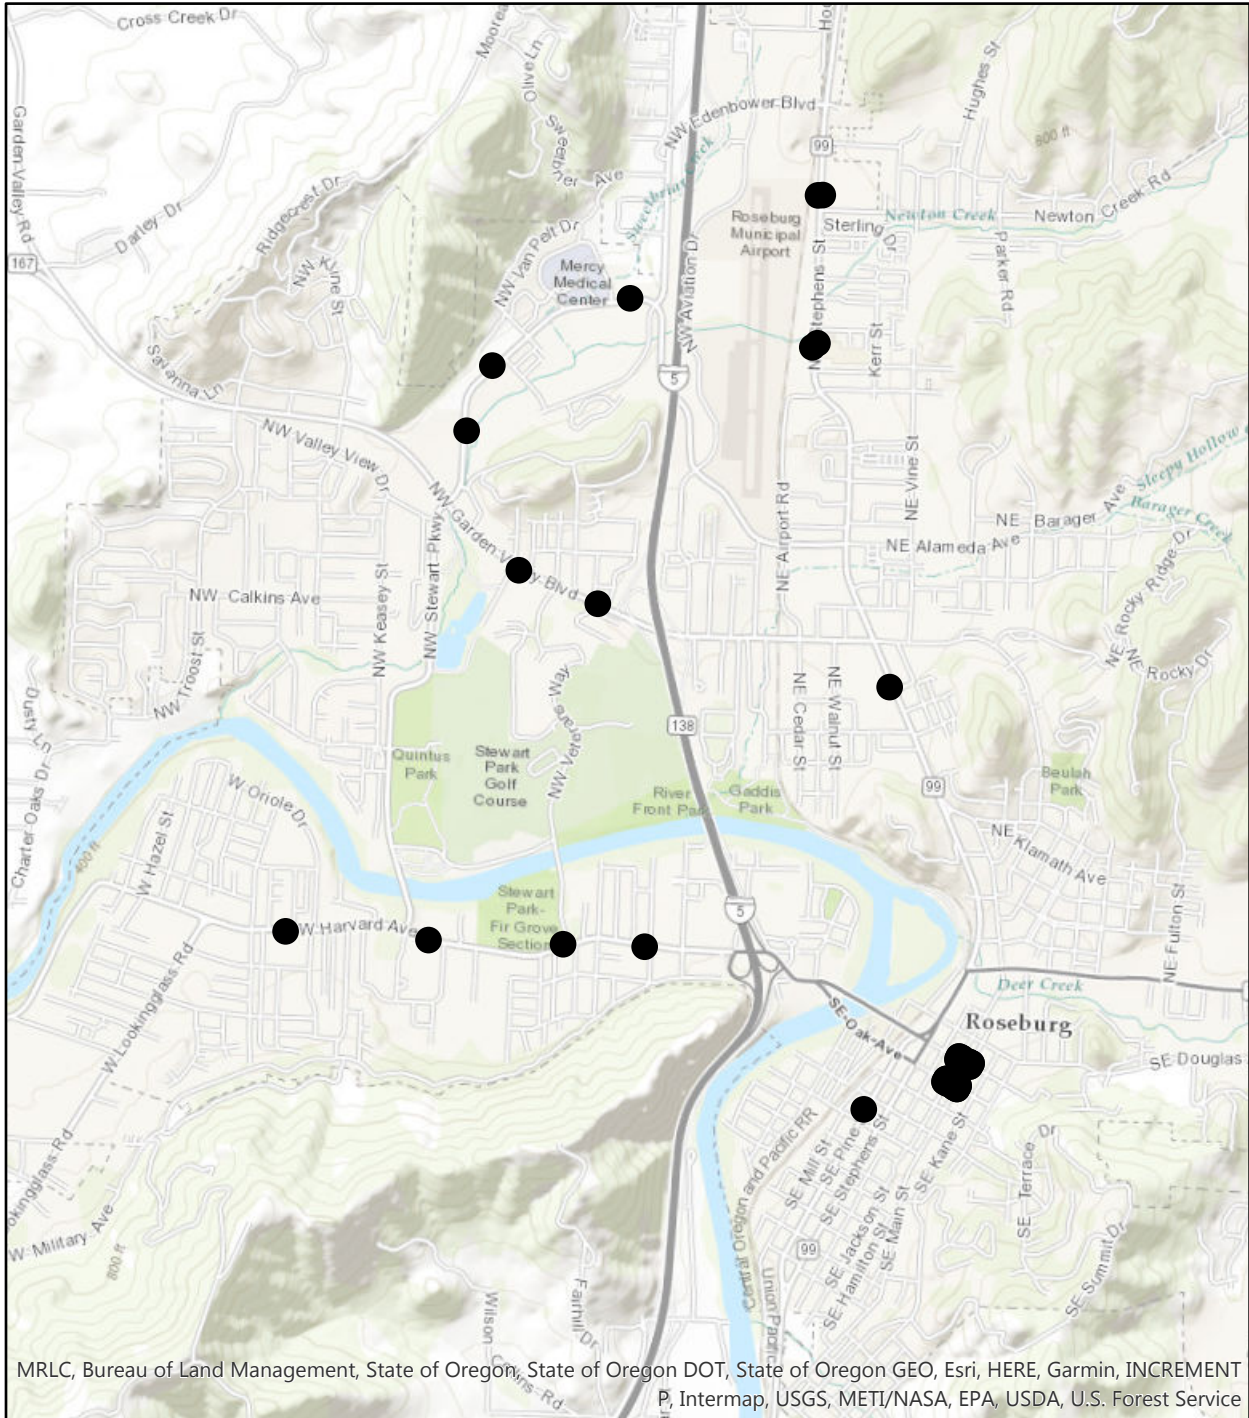 Cross Creek Dr
Garden Valley Rd
Darley Dr
167
Ridgecrest Dr
NW Kline St
Savanna Ln
Olive Ln
Sweetbrier Ave
NW Edenbower Blvd
Sweetbriar Creek
NW Van Pelt Dr
Mercy
Medical
Center
NW Aviation Dr
Roseburg
Municipal
Airport
99
Hughes St
800 ft
Newton Creek
Newton Creek Rd
Sterling Dr
Parker Rd
Kerr St
5
NW Valley View Dr
NW Garden Valley Blvd
NE Vine St
Sleepy Hollow
Barager Creek
NE Barager Ave
NE Alameda Ave
NE Airport Rd
NE Rocky Ridge Dr
NE Rocky Dr
NW Calkins Ave
NW Keasey St
NW Stewart Pkwy
NW Troost St
Dusty Ln
Charter Oaks Dr
NW Veterans Way
138
NE Cedar St
NE Walnut St
Quintus
Park
Stewart
Park
Golf
Course
River
Front Park
Gaddis
Park
99
Beulah
Park
NE Klamath Ave
NE Fulton St
W Oriole Dr
W Hazel St
400 ft
W Harvard Ave
Stewart
Park-
Fir Grove
Section
5
W Lookingglass Rd
Deer Creek
Roseburg
SE Oak Ave
SE Douglas
SE Kane St
SE Pine
SE Mill St
SE Stephens St
SE Jackson St
SE Main St
SE Hamilton St
99
SE Terrace Dr
SE Summit Dr
Central Oregon and Pacific RR
Union Pacific
W Military Ave
800 ft
Fairhill Dr
MRLC, Bureau of Land Management, State of Oregon, State of Oregon DOT, State of Oregon GEO, Esri, HERE, Garmin, INCREMENT
P, Intermap, USGS, METI/NASA, EPA, USDA, U.S. Forest Service